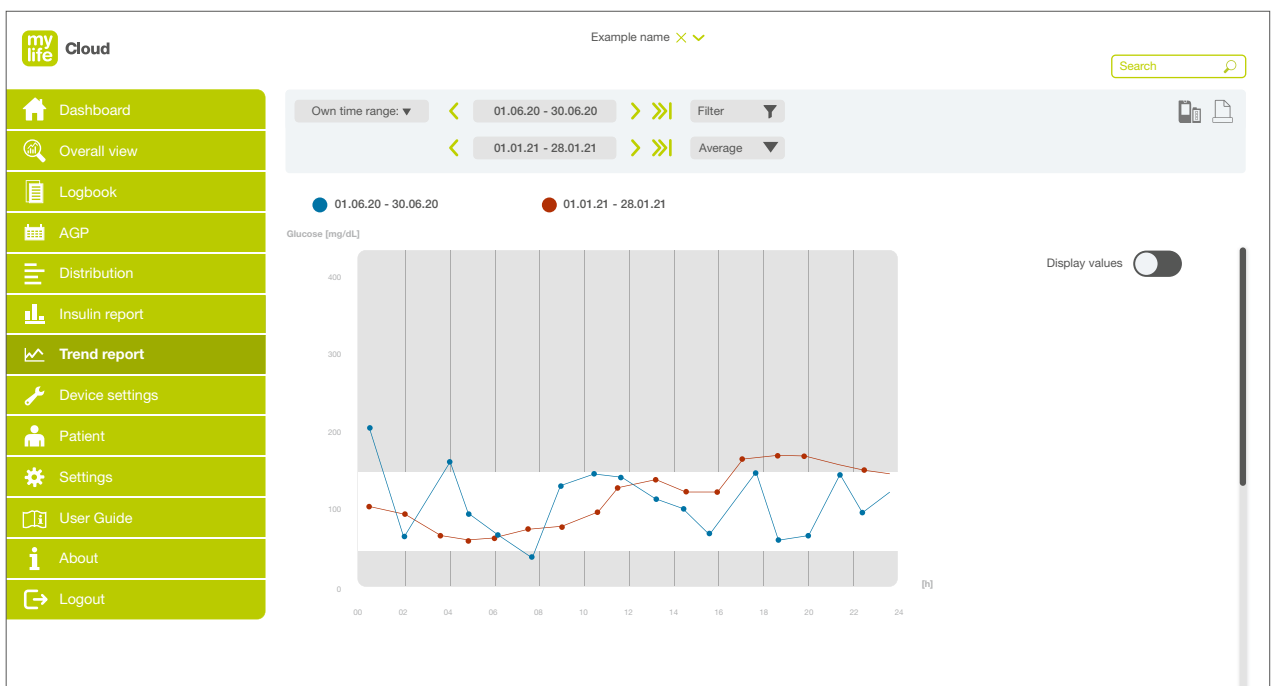 my life Cloud
Example name
Search
Dashboard
Overall view
Logbook
AGP
Distribution
Insulin report
Trend report
Device settings
Patient
Settings
User Guide
About
Logout
Own time range:
01.06.20 - 30.06.20
Filter
01.01.21 - 28.01.21
Average
01.06.20 - 30.06.20
01.01.21 - 28.01.21
Glucose [mg/dL]
Display values
400
300
200
100
0
[h]
00 02 04 06 08 10 12 14 16 18 20 22 24